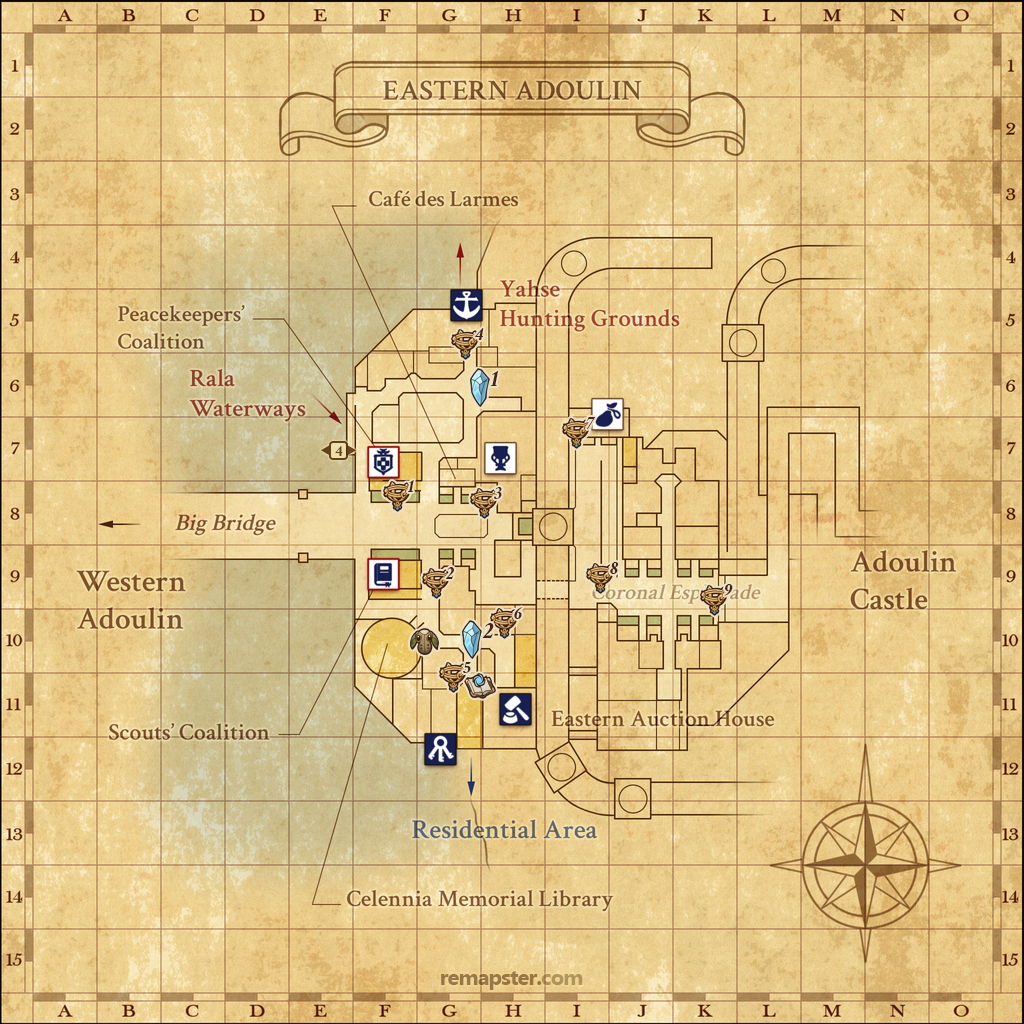 A B C D E F G H I J K L M N O
1 1
EASTERN ADOULIN
2 2
3 3
Café des Larmes
4 4
Yahse
Hunting Grounds
5 5
Peacekeepers'
Coalition
4
6 6
1
Rala
Waterways
7 7
7
4
1
3
8 8
Big Bridge
8
9 9
2
9
Western
Adoulin
Coronal Esplanade
Adoulin
Castle
6
10 10
2
5
11 11
Scouts' Coalition
Eastern Auction House
12 12
13 13
Residential Area
14 14
Celennia Memorial Library
15 15
remapster.com
A B C D E F G H I J K L M N O